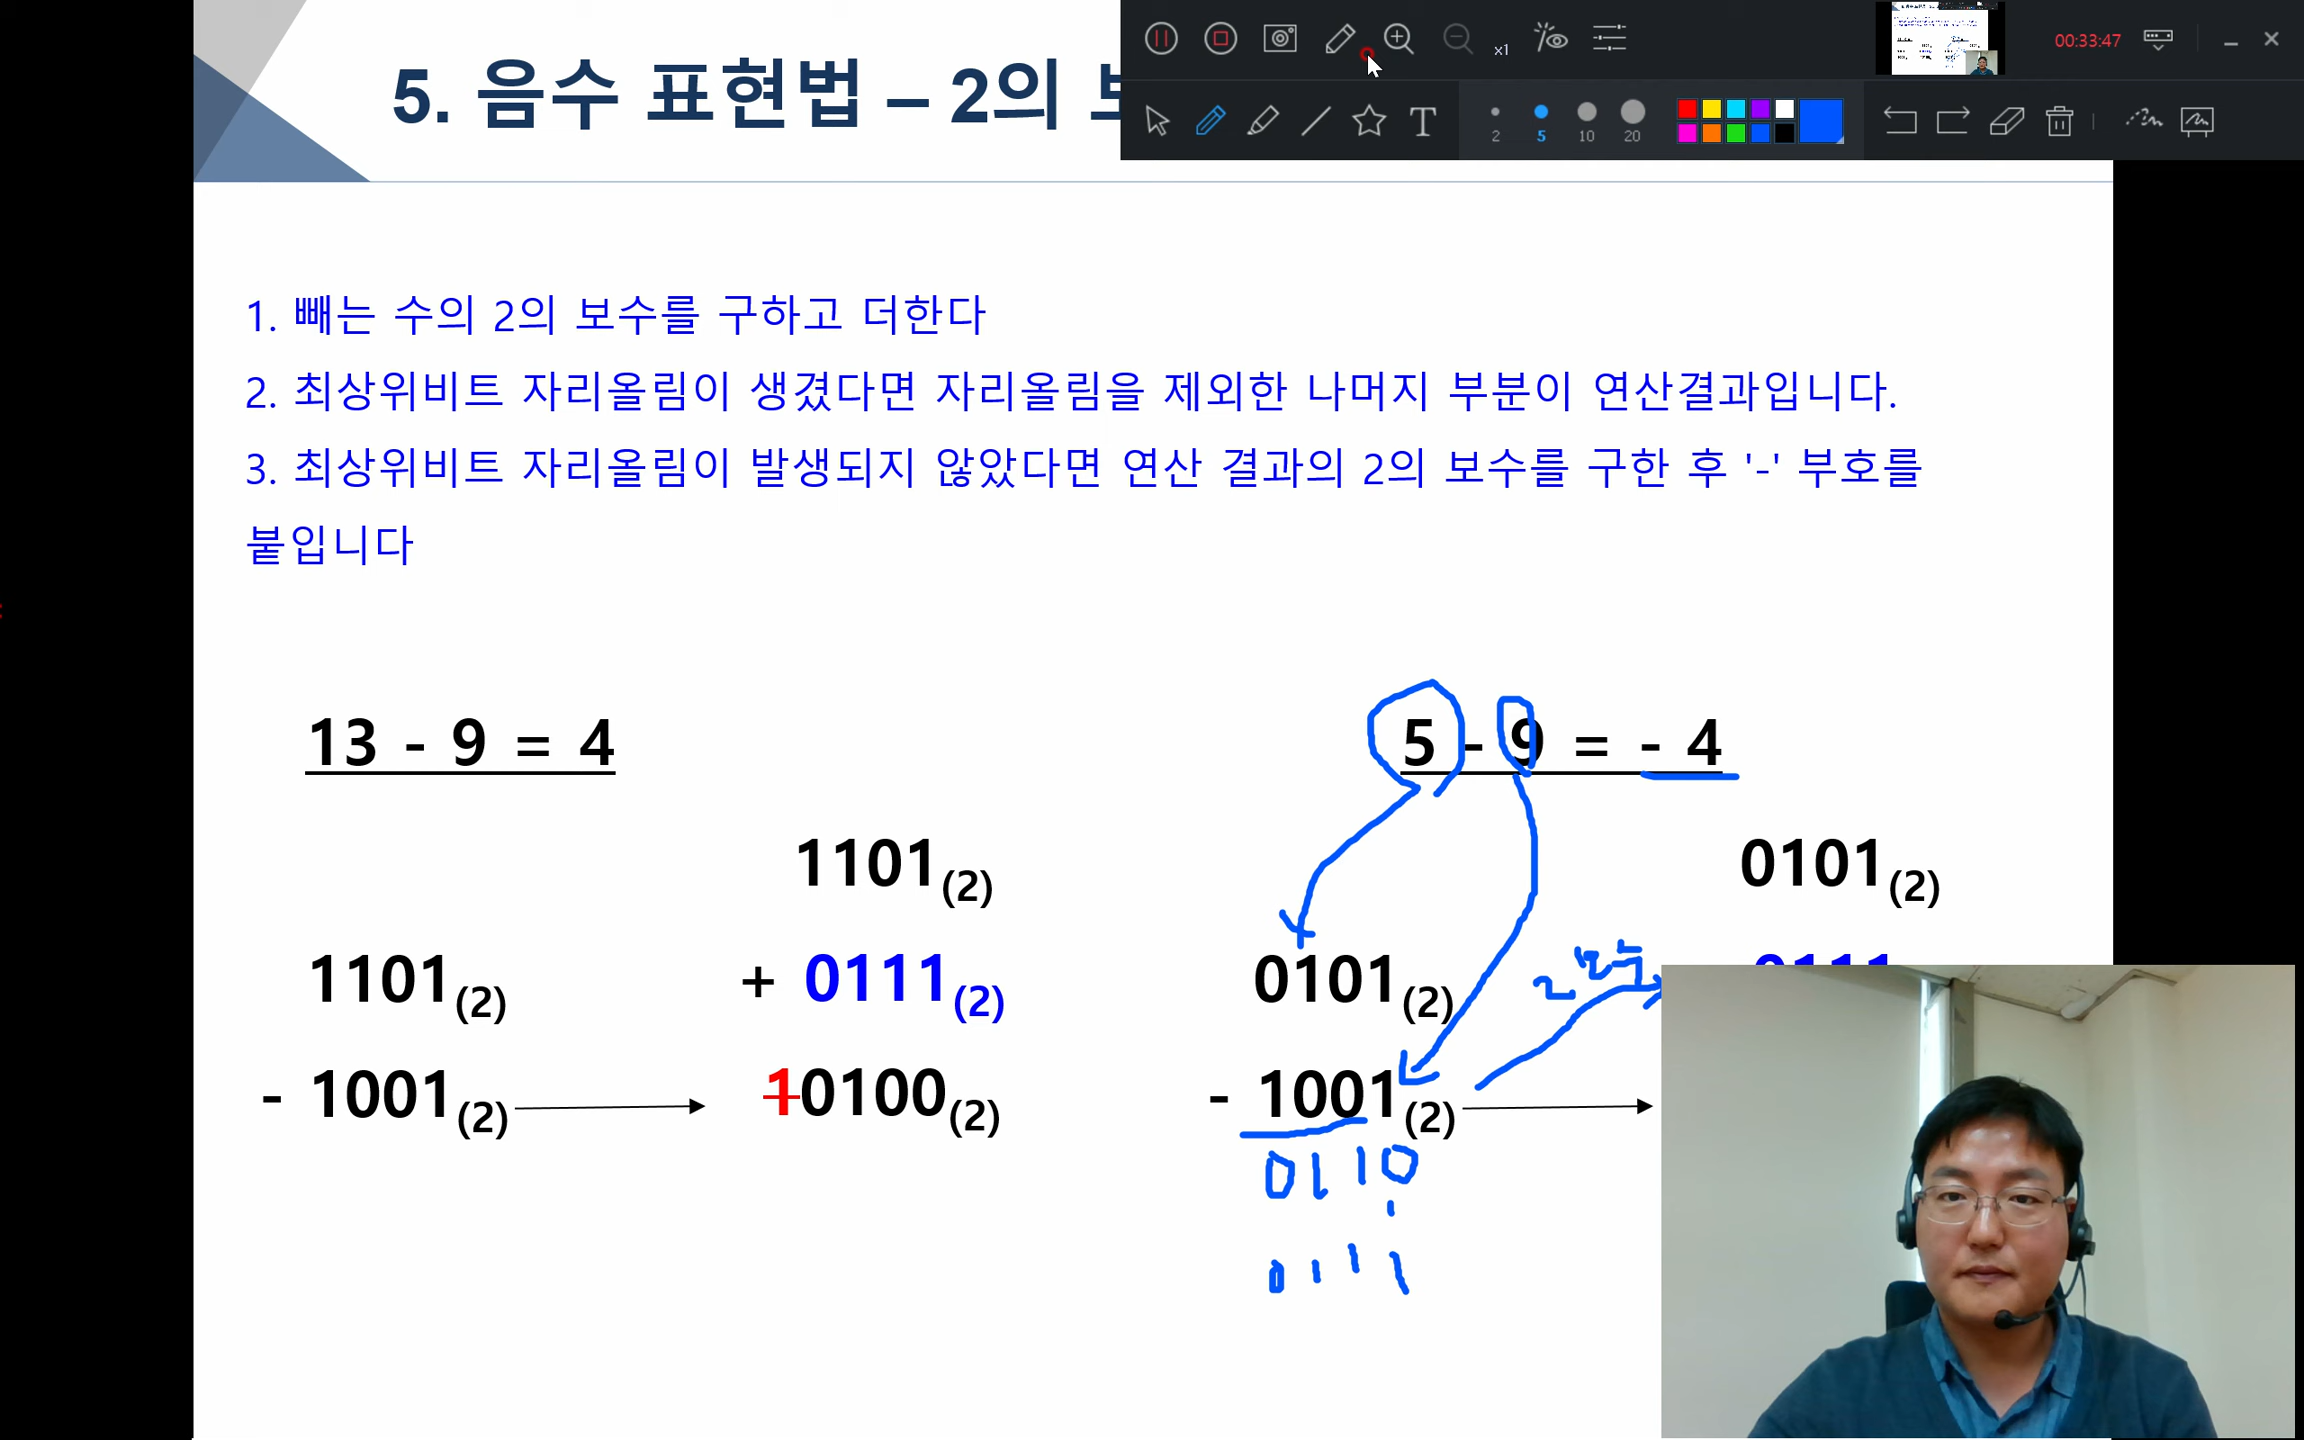 5. 음수 표현법 – 2의
x1
00:33:47
T
2 5 10 20
1. 빼는 수의 2의 보수를 구하고 더한다
2. 최상위비트 자리올림이 생겼다면 자리올림을 제외한 나머지 부분이 연산결과입니다.
3. 최상위비트 자리올림이 발생되지 않았다면 연산 결과의 2의 보수를 구한 후 '-' 부호를
붙입니다
13 - 9 = 4
1101(2)
1101(2)
+ 0111(2)
- 1001(2)
10100(2)
5 - 9 = - 4
0101(2)
0101(2)
0111
- 1001(2)
0110
1
0111